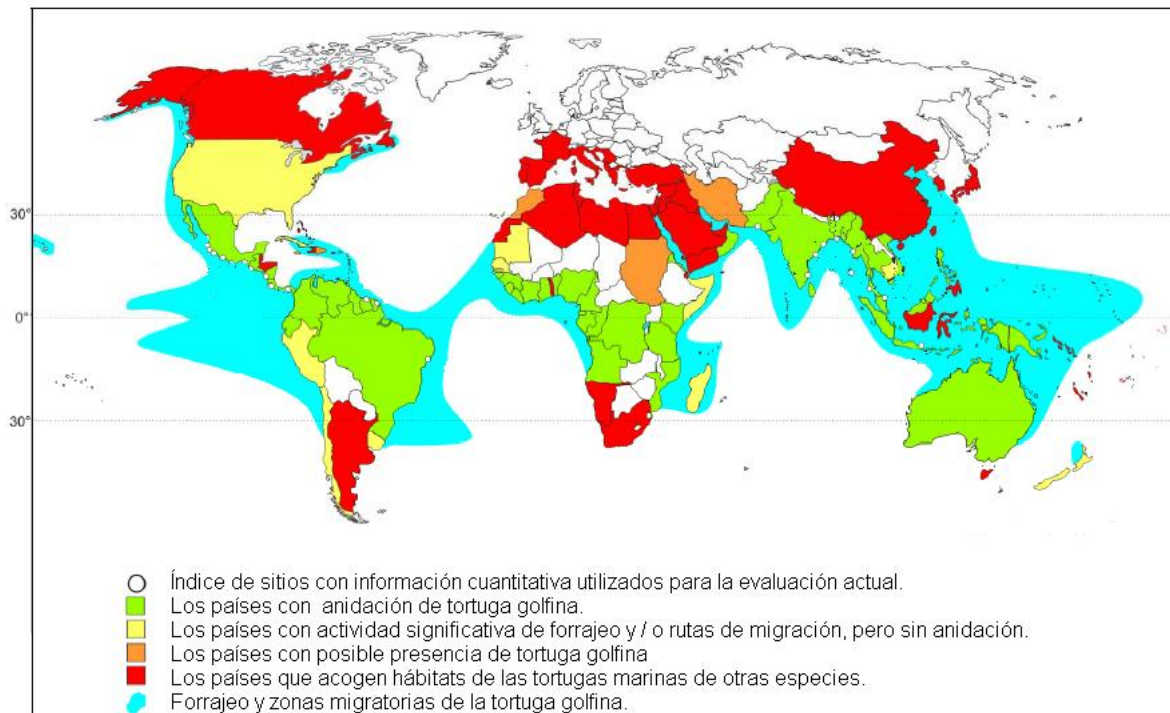 30°
0°
30°
Índice de sitios con información cuantitativa utilizados para la evaluación actual.
Los países con anidación de tortuga golfina.
Los países con actividad significativa de forrajeo y / o rutas de migración, pero sin anidación.
Los países con posible presencia de tortuga golfina
Los países que acogen hábitats de las tortugas marinas de otras especies.
Forrajeo y zonas migratorias de la tortuga golfina.